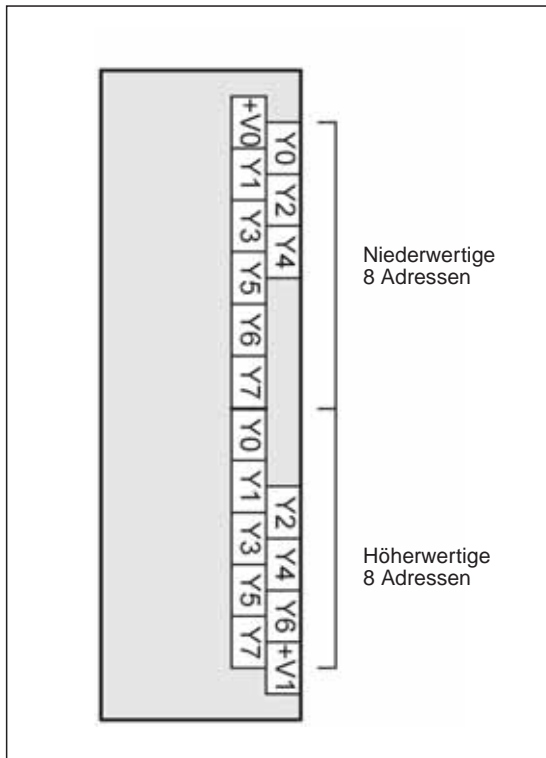 +V0
Y1
Y3
Y5
Y6
Y7
Y0
Y1
Y3
Y5
Y7
Y0
Y2
Y4
Y2
Y4
Y6
+V1
Niederwertige
8 Adressen
Höherwertige
8 Adressen